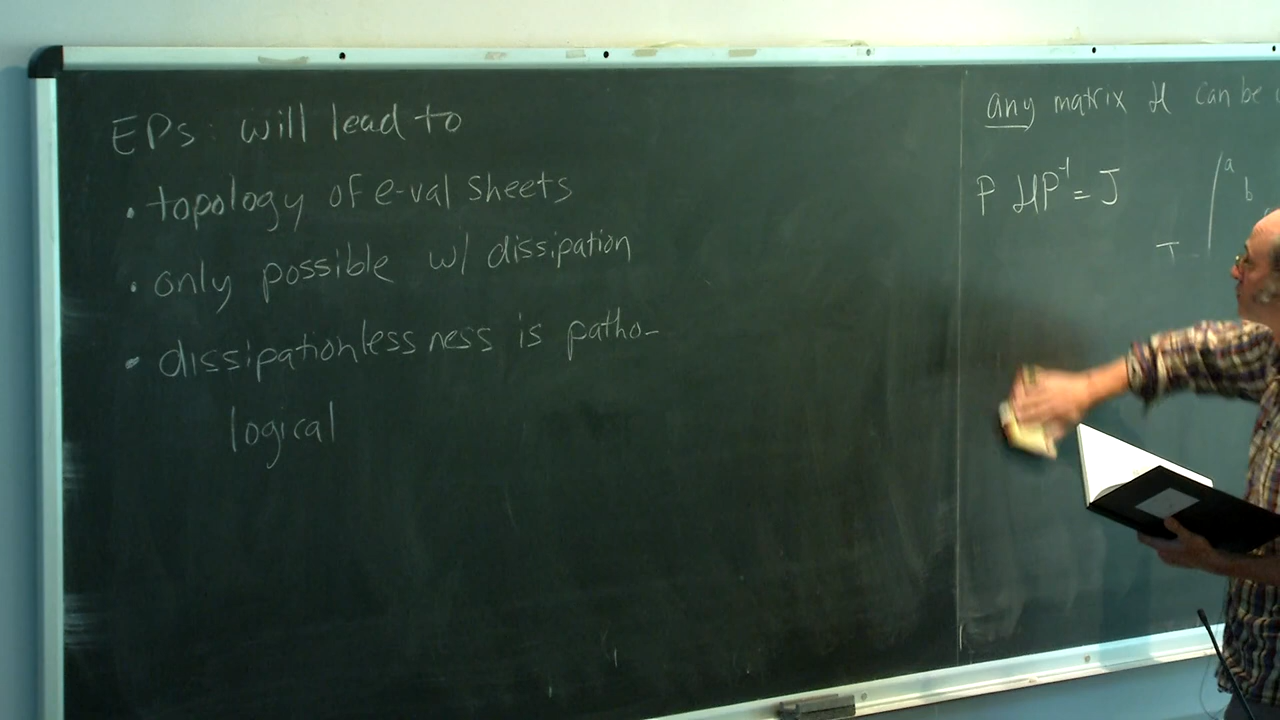 EPs: will lead to
• topology of e-val sheets
• only possible w/ dissipation
• dissipationlessness is patho-
logical
any matrix H can be
P H P⁻¹ = J
a
b